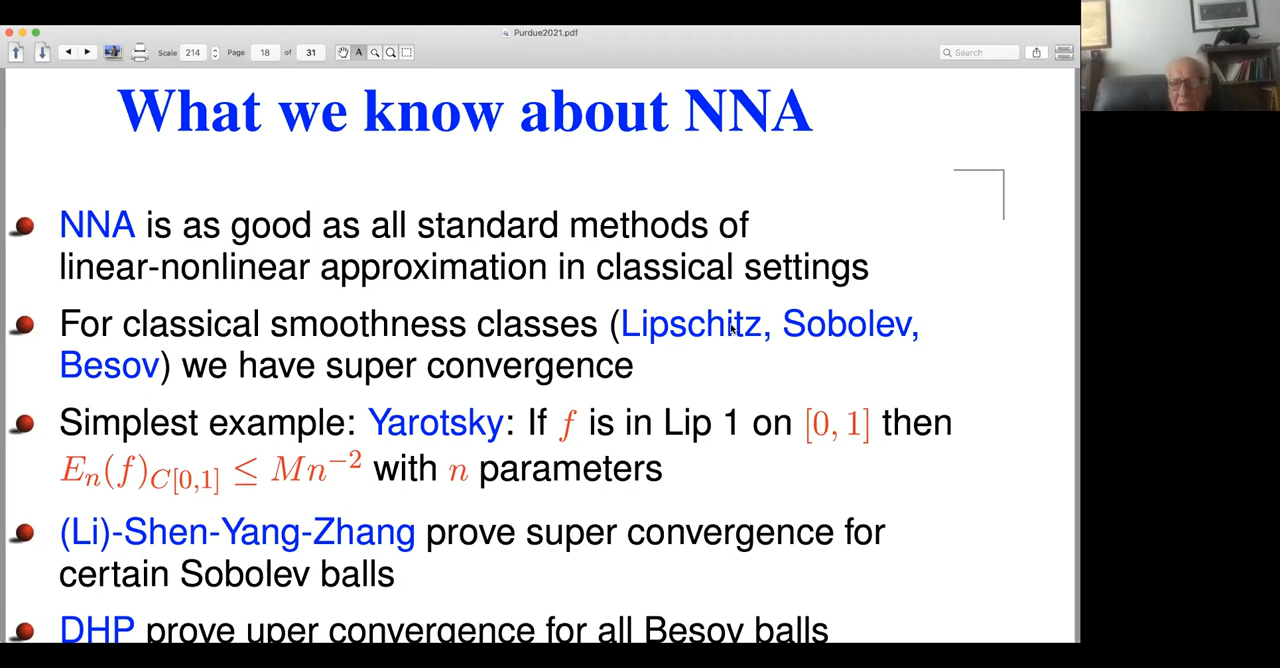 Purdue2021.pdf
Scale 214 Page 18 of 31 A Search
What we know about NNA
NNA is as good as all standard methods of
linear-nonlinear approximation in classical settings
For classical smoothness classes (Lipschitz, Sobolev,
Besov) we have super convergence
Simplest example: Yarotsky: If f is in Lip 1 on [0, 1] then
E_n(f)_{C[0,1]} ≤ Mn^{-2} with n parameters
(Li)-Shen-Yang-Zhang prove super convergence for
certain Sobolev balls
DHP prove uper convergence for all Besov balls